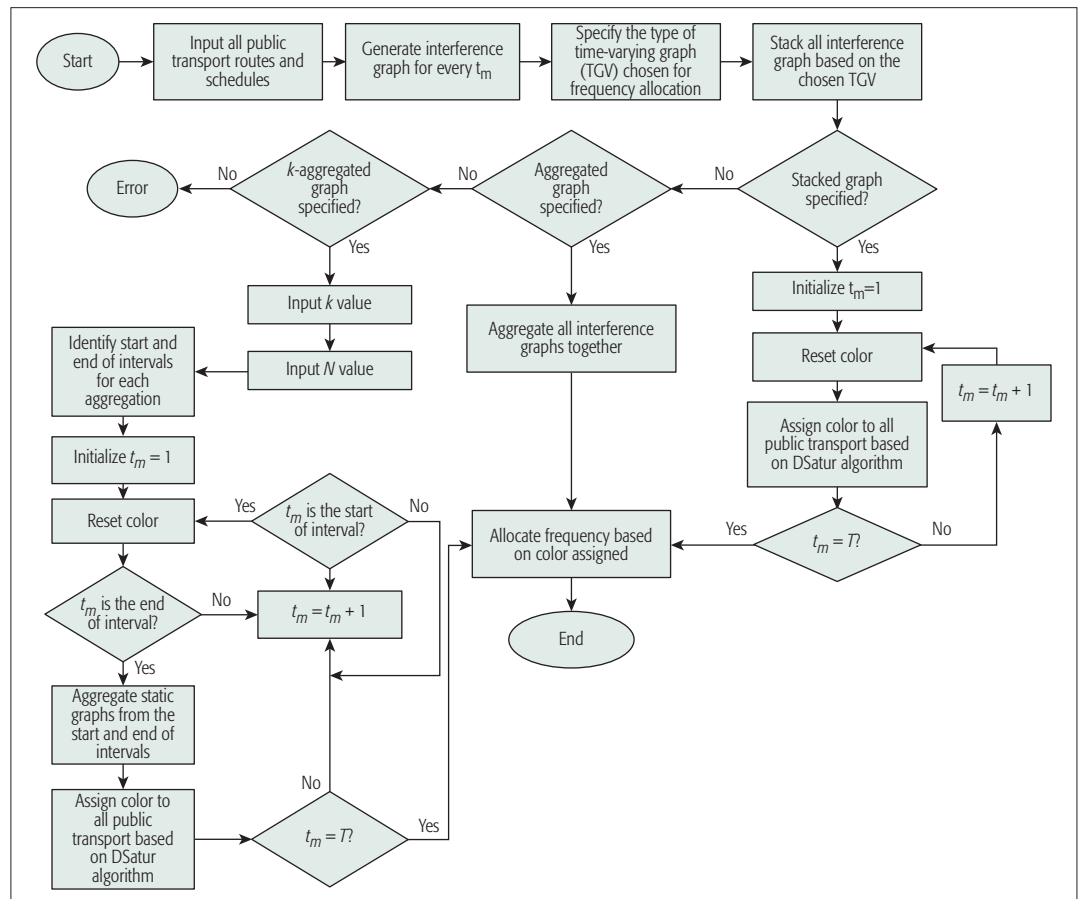 Start
Input all public
transport routes and
schedules
Generate interference
graph for every tm
Specify the type of
time-varying graph
(TGV) chosen for
frequency allocation
Stack all interference
graph based on the
chosen TGV
Error
No
k-aggregated
graph
specified?
No
Aggregated
graph
specified?
No
Stacked graph
specified?
Yes
Yes
Yes
Input k value
Input N value
Identify start and
end of intervals
for each
aggregation
Initialize tm = 1
Reset color
Yes
tm is the start
of interval?
No
tm is the end
of interval?
No
tm = tm + 1
Yes
Aggregate static
graphs from the
start and end of
intervals
Assign color to
all public
transport based
on DSatur
algorithm
No
tm = T?
Yes
Aggregate all interference
graphs together
Initialize tm=1
Reset color
tm = tm + 1
Assign color to all
public transport based
on DSatur algorithm
Allocate frequency based
on color assigned
Yes
tm = T?
No
End